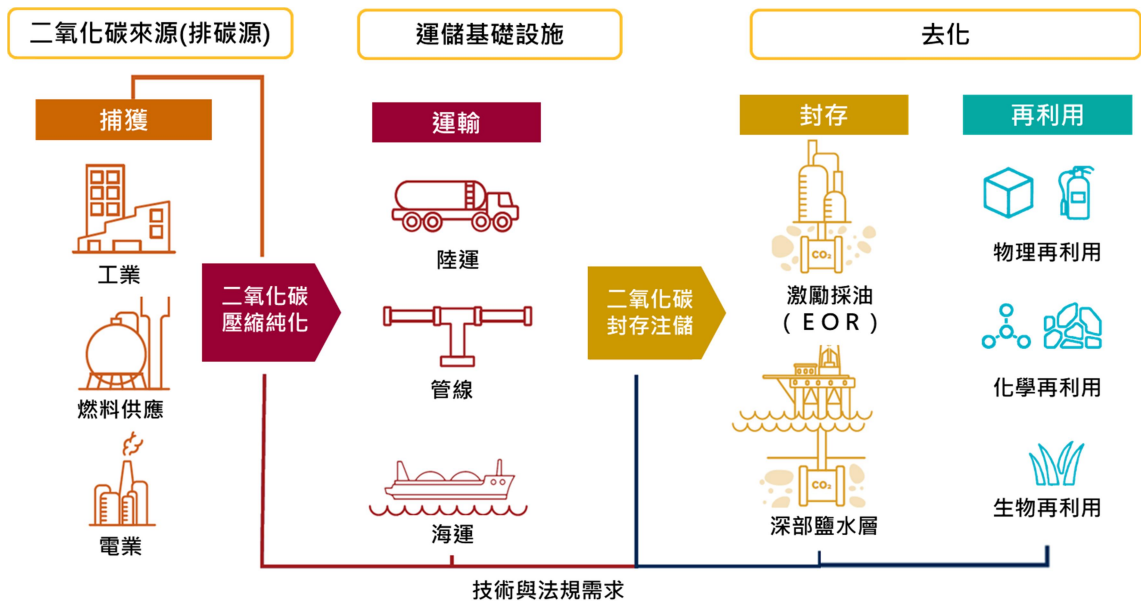 二氧化碳來源(排碳源)
運儲基礎設施
去化
捕獲
工業
燃料供應
電業
二氧化碳
壓縮純化
運輸
陸運
管線
海運
二氧化碳
封存注儲
封存
CO₂
激勵採油
(EOR)
CO₂
深部鹽水層
再利用
物理再利用
化學再利用
生物再利用
技術與法規需求